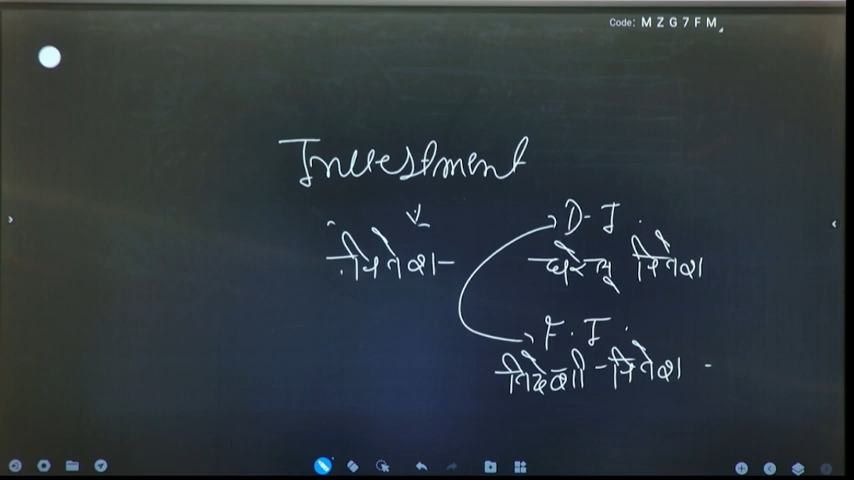 Code: MZG7FM
Investment
निवेश- D-I.
घरेलू निवेश
F.I.
विदेशी-निवेश -